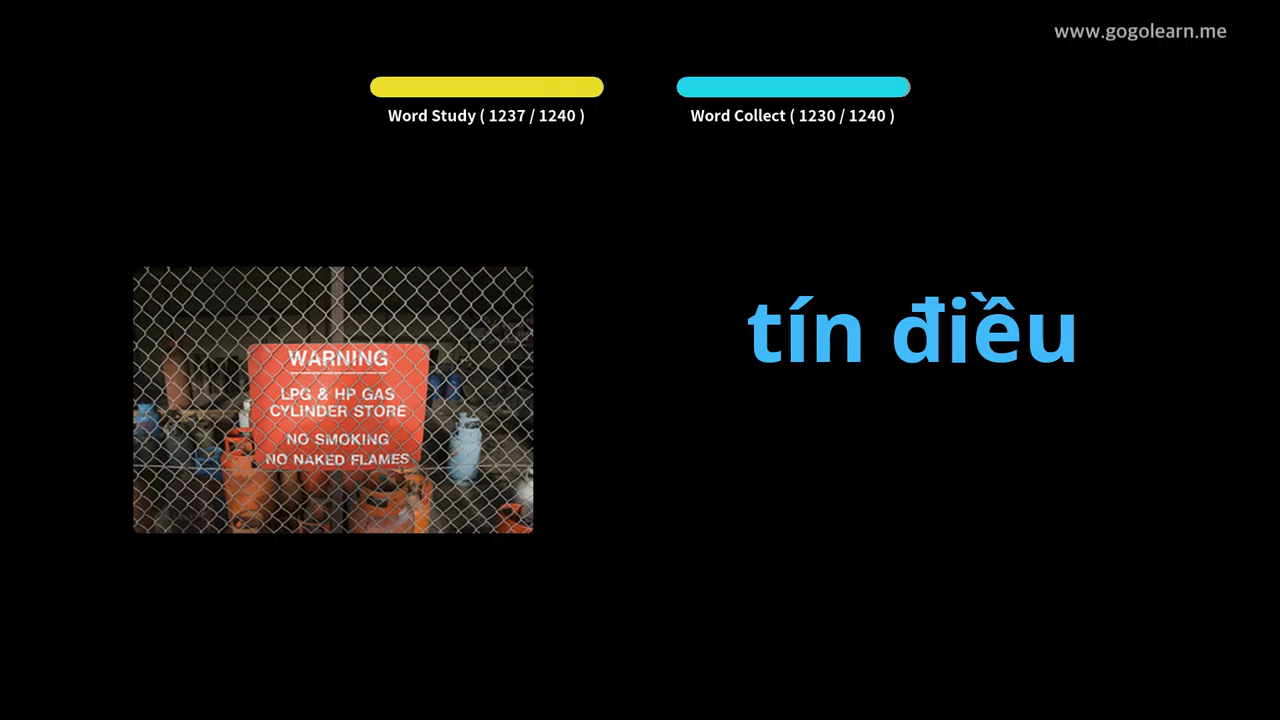 www.gogolearn.me
Word Study ( 1237 / 1240 )
Word Collect ( 1230 / 1240 )
WARNING
LPG & HP GAS
CYLINDER STORE
NO SMOKING
NO NAKED FLAMES
tín điều